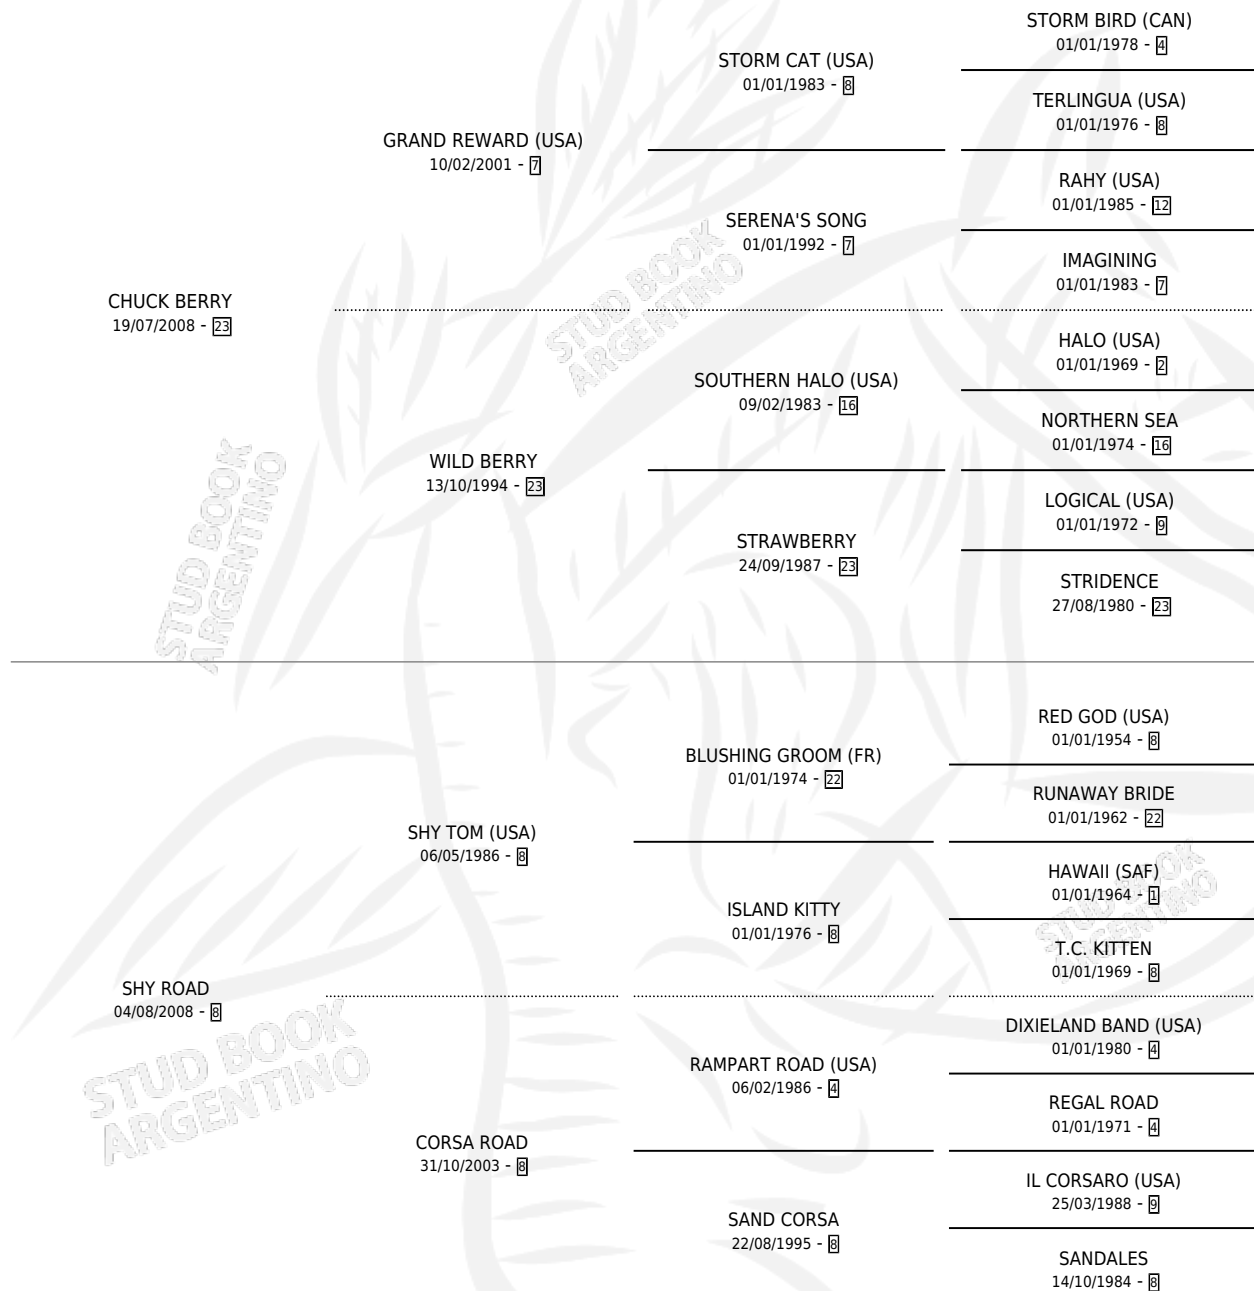 STORM BIRD (CAN)
01/01/1978 - 4
STORM CAT (USA)
01/01/1983 - 8
TERLINGUA (USA)
01/01/1976 - 8
GRAND REWARD (USA)
10/02/2001 - 7
RAHY (USA)
01/01/1985 - 12
SERENA'S SONG
01/01/1992 - 7
IMAGINING
01/01/1983 - 7
CHUCK BERRY
19/07/2008 - 23
HALO (USA)
01/01/1969 - 2
SOUTHERN HALO (USA)
09/02/1983 - 16
NORTHERN SEA
01/01/1974 - 16
WILD BERRY
13/10/1994 - 23
LOGICAL (USA)
01/01/1972 - 9
STRAWBERRY
24/09/1987 - 23
STRIDENCE
27/08/1980 - 23
STUD BOOK
ARGENTINO
STUD BOOK
ARGENTINO
RED GOD (USA)
01/01/1954 - 8
BLUSHING GROOM (FR)
01/01/1974 - 22
RUNAWAY BRIDE
01/01/1962 - 22
SHY TOM (USA)
06/05/1986 - 8
HAWAII (SAF)
01/01/1964 - 1
ISLAND KITTY
01/01/1976 - 8
T.C. KITTEN
01/01/1969 - 8
SHY ROAD
04/08/2008 - 8
DIXIELAND BAND (USA)
01/01/1980 - 4
RAMPART ROAD (USA)
06/02/1986 - 4
REGAL ROAD
01/01/1971 - 4
CORSA ROAD
31/10/2003 - 8
IL CORSARO (USA)
25/03/1988 - 9
SAND CORSA
22/08/1995 - 8
SANDALES
14/10/1984 - 8
STUD BOOK
ARGENTINO
STUD BOOK
ARGENTINO